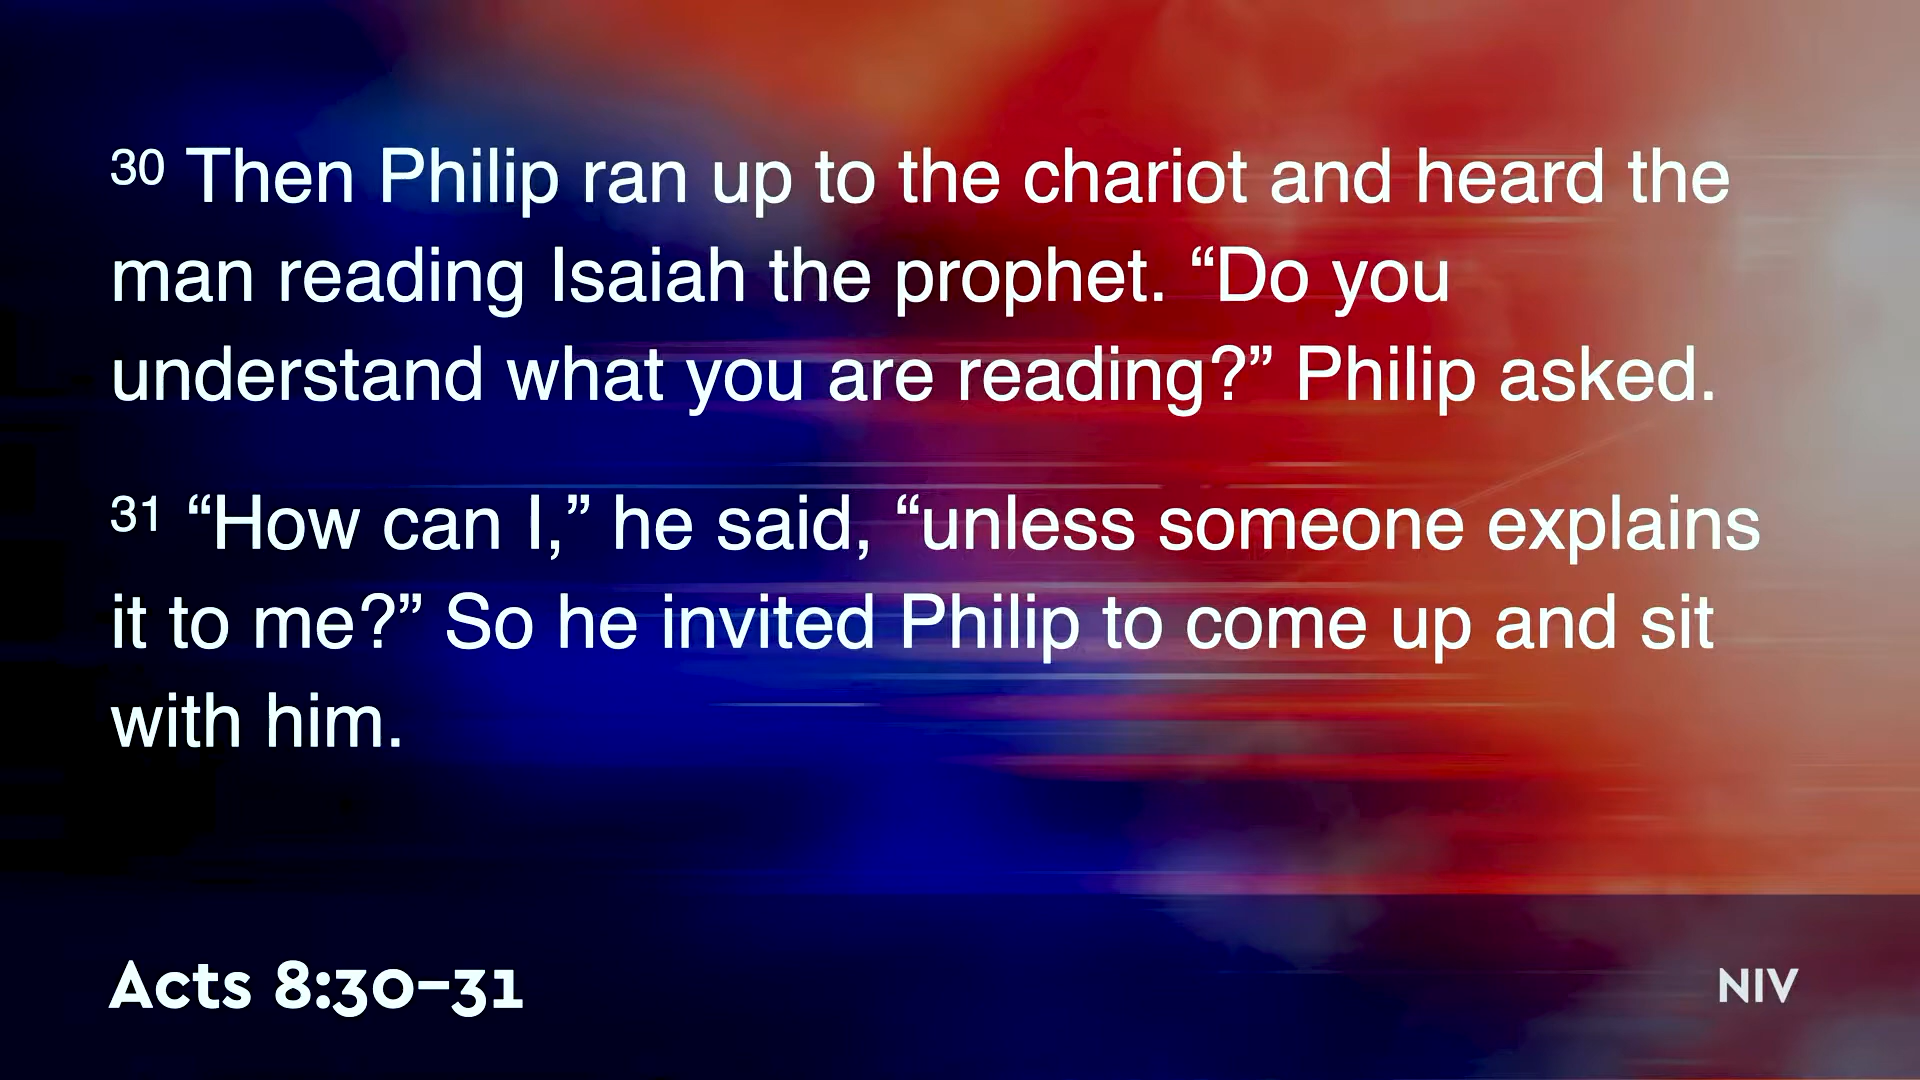 30 Then Philip ran up to the chariot and heard the
man reading Isaiah the prophet. “Do you
understand what you are reading?” Philip asked.
31 “How can I,” he said, “unless someone explains
it to me?” So he invited Philip to come up and sit
with him.
Acts 8:30–31
NIV